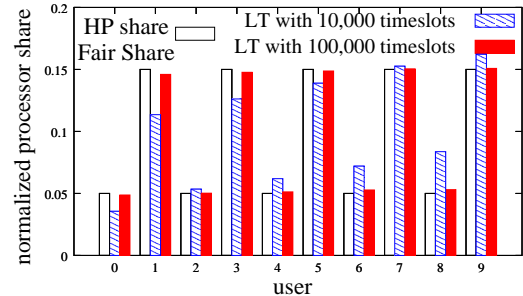 0.2
HP share
Fair Share
LT with 10,000 timeslots
LT with 100,000 timeslots
0.15
0.1
0.05
0
normalized processor share
0 1 2 3 4 5 6 7 8 9
user